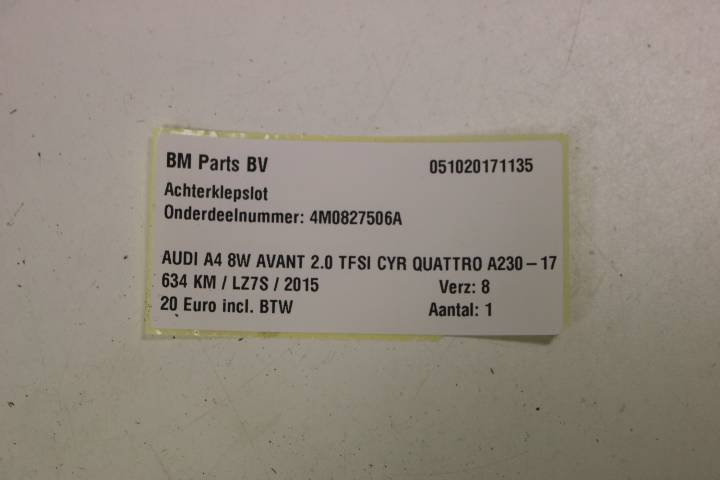 BM Parts BV 051020171135
Achterklepslot
Onderdeelnummer: 4M0827506A
AUDI A4 8W AVANT 2.0 TFSI CYR QUATTRO A230-17
634 KM / LZ7S / 2015 Verz: 8
20 Euro incl. BTW Aantal: 1